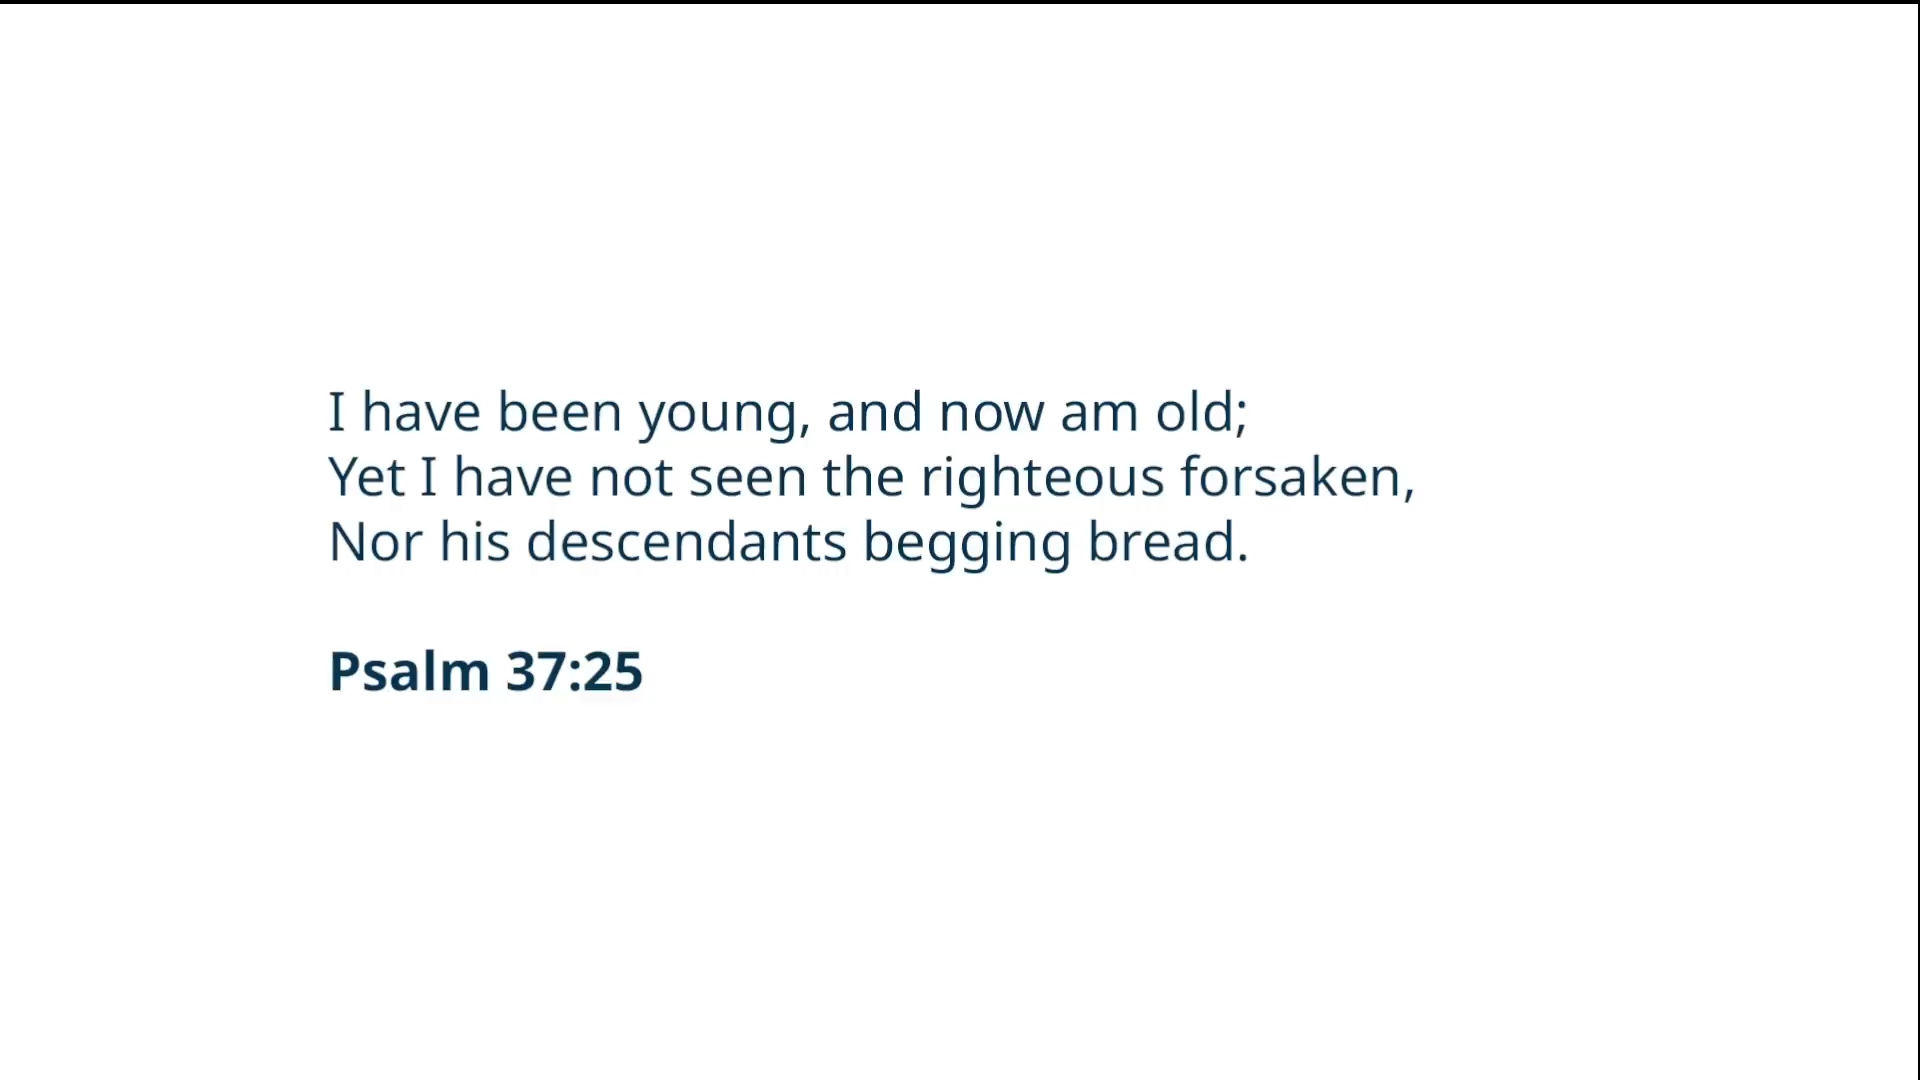 I have been young, and now am old;
Yet I have not seen the righteous forsaken,
Nor his descendants begging bread.
Psalm 37:25